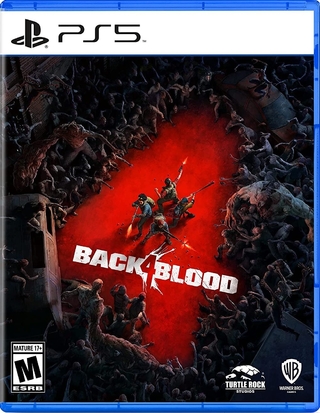 PS5
BACK 4 BLOOD
MATURE 17+
M
ESRB
TURTLE ROCK
STUDIOS
WB
WARNER BROS.
GAMES